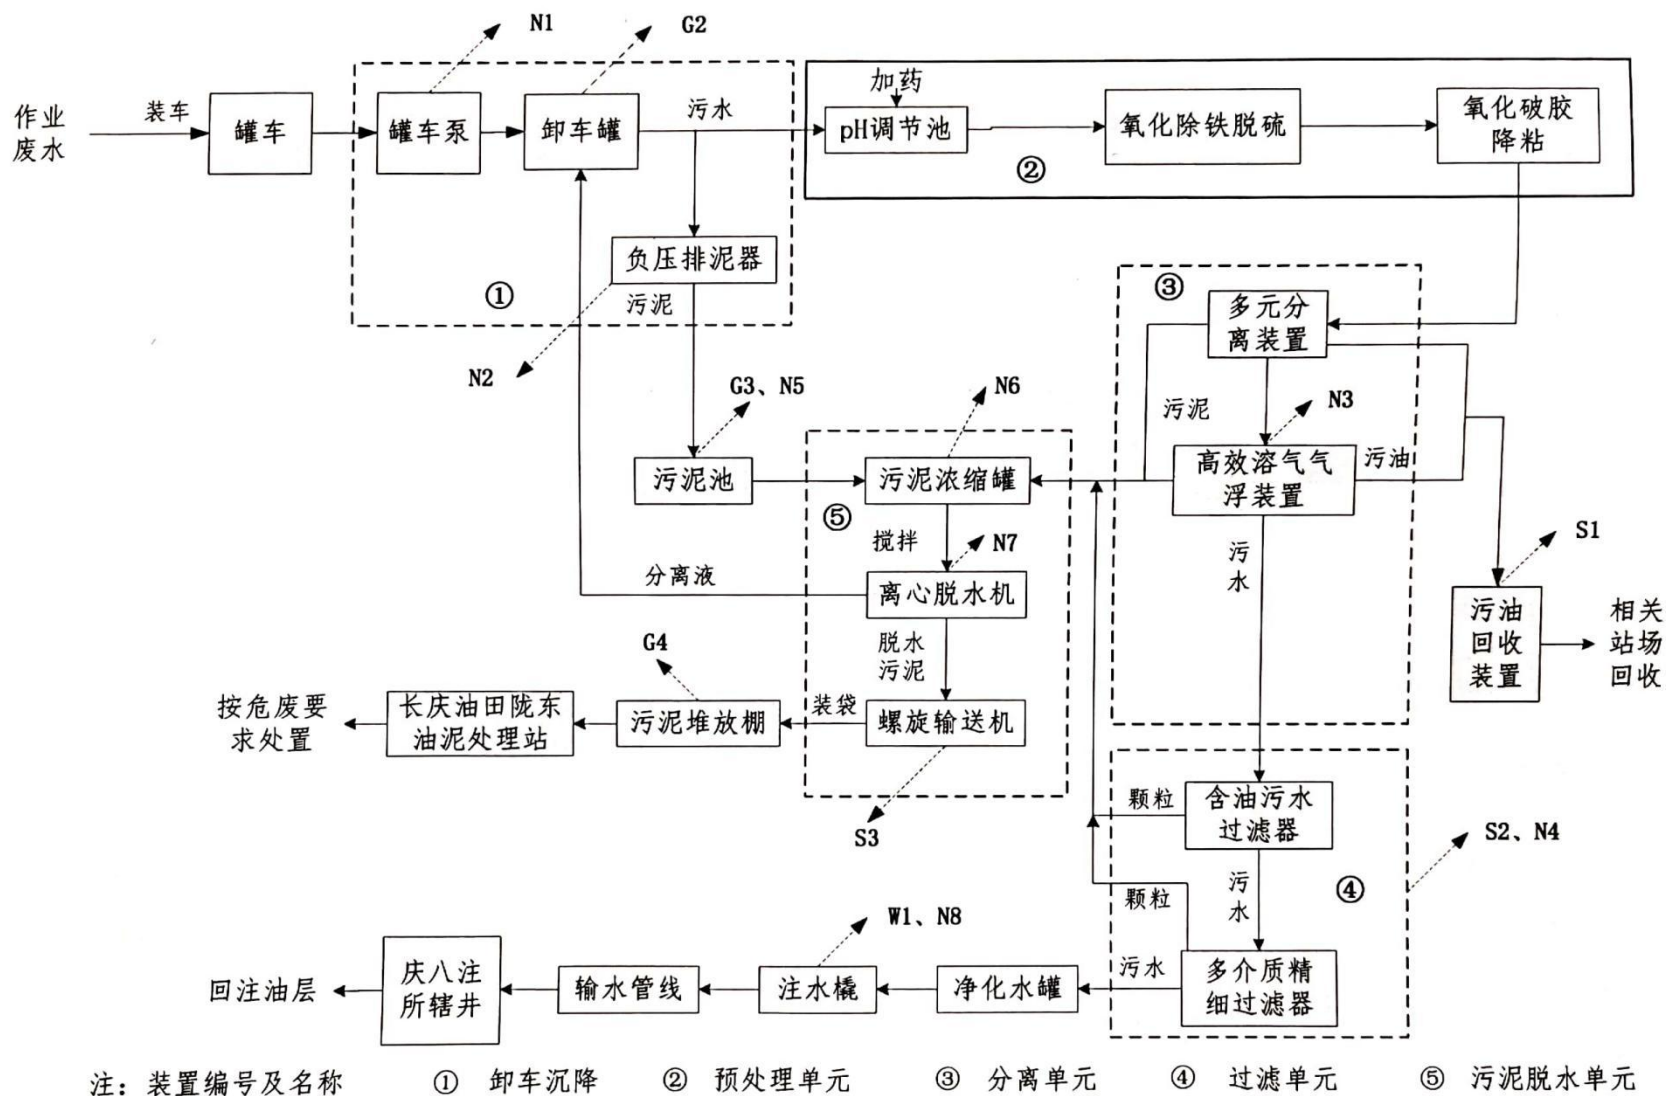 N1
G2
作业
废水
装车
罐车
罐车泵
卸车罐
污水
加药
pH调节池
氧化除铁脱硫
氧化破胶
降粘
②
负压排泥器
①
污泥
N2
③
多元分
离装置
G3、N5
N6
污泥
N3
污泥池
污泥浓缩罐
高效溶气气
浮装置
污油
⑤
搅拌
N7
污
水
S1
分离液
离心脱水机
污油
回收
装置
相关
站场
回收
脱水
污泥
G4
按危废要
求处置
长庆油田陇东
油泥处理站
污泥堆放棚
装袋
螺旋输送机
S3
颗粒
含油污水
过滤器
S2、N4
颗粒
污
水
④
W1、N8
回注油层
庆八注
所辖井
输水管线
注水橇
净化水罐
污水
多介质精
细过滤器
注：装置编号及名称 ① 卸车沉降 ② 预处理单元 ③ 分离单元 ④ 过滤单元 ⑤ 污泥脱水单元